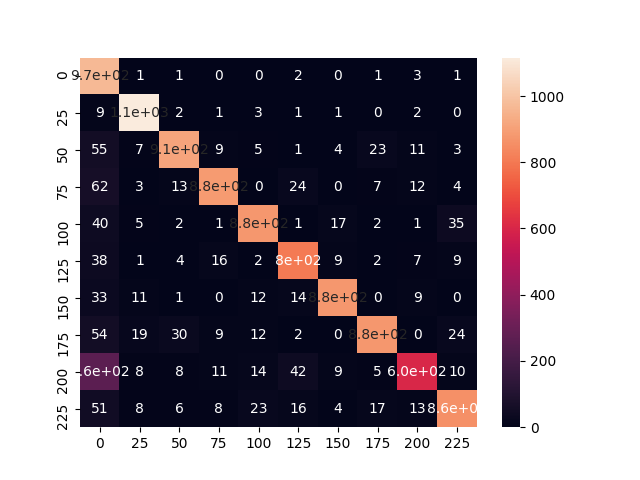 0 9.7e+02 1 1 0 0 2 0 1 3 1
25 9 1.1e+03 2 1 3 1 1 0 2 0
50 55 7 9.1e+02 9 5 1 4 23 11 3
75 62 3 13 8.8e+02 0 24 0 7 12 4
100 40 5 2 1 8.8e+02 1 17 2 1 35
125 38 1 4 16 2 8e+02 9 2 7 9
150 33 11 1 0 12 14 8.8e+02 0 9 0
175 54 19 30 9 12 2 0 8.8e+02 0 24
200 8 8 11 14 42 9 5 6.0e+02 10
225 51 8 6 8 23 16 4 17 13
0 25 50 75 100 125 150 175 200 225
1000
800
600
400
200
0